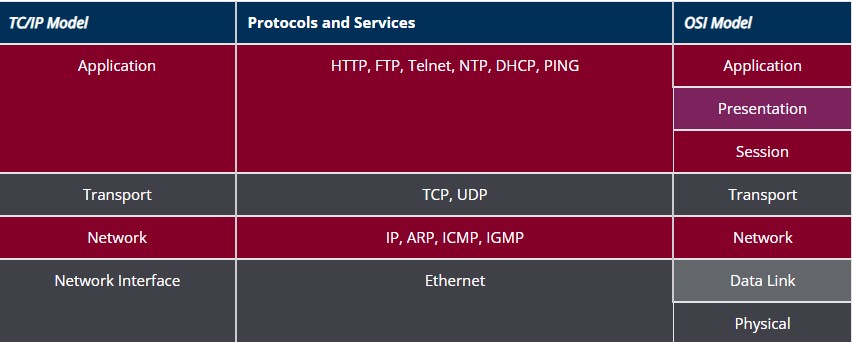 TC/IP Model Protocols and Services OSI Model
Application HTTP, FTP, Telnet, NTP, DHCP, PING Application
Presentation
Session
Transport TCP, UDP Transport
Network IP, ARP, ICMP, IGMP Network
Network Interface Ethernet Data Link
Physical